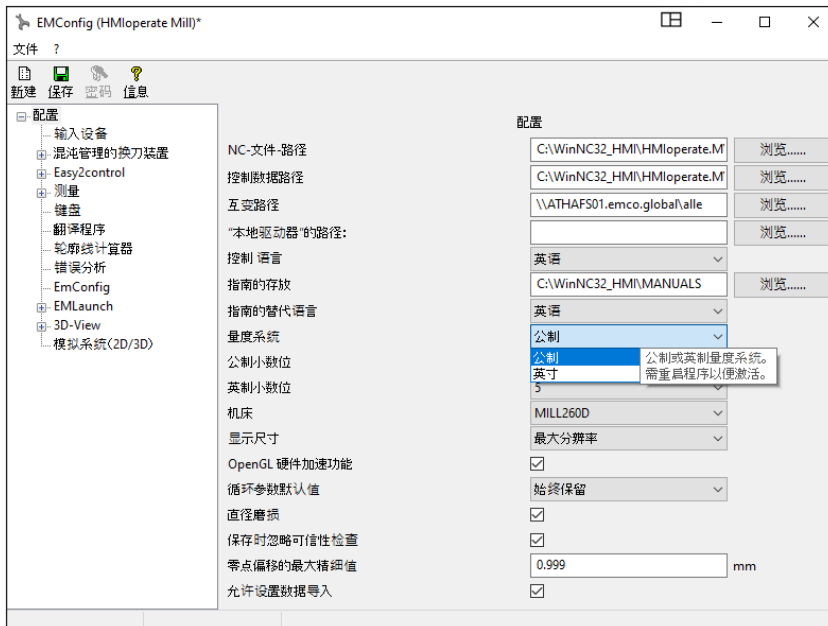 EMConfig (HMIoperate Mill)*
文件 ?
新建 保存 密码 信息
配置
输入设备
混沌管理的换刀装置
Easy2control
测量
键盘
翻译程序
轮廓线计算器
错误分析
EmConfig
EMLaunch
3D-View
模拟系统(2D/3D)
配置
NC-文件-路径 C:\WinNC32_HMI\HMIoperate.M 浏览......
控制数据路径 C:\WinNC32_HMI\HMIoperate.M 浏览......
互变路径 \\ATHAFS01.emco.global\alle 浏览......
“本地驱动器”的路径: 浏览......
控制 语言 英语
指南的存放 C:\WinNC32_HMI\MANUALS 浏览......
指南的替代语言 英语
量度系统 公制
公制
英寸
公制或英制量度系统。
需重启程序以便激活。
公制小数位
英制小数位 5
机床 MILL260D
显示尺寸 最大分辨率
OpenGL 硬件加速功能
循环参数默认值 始终保留
直径磨损
保存时忽略可信性检查
零点偏移的最大精细值 0.999 mm
允许设置数据导入